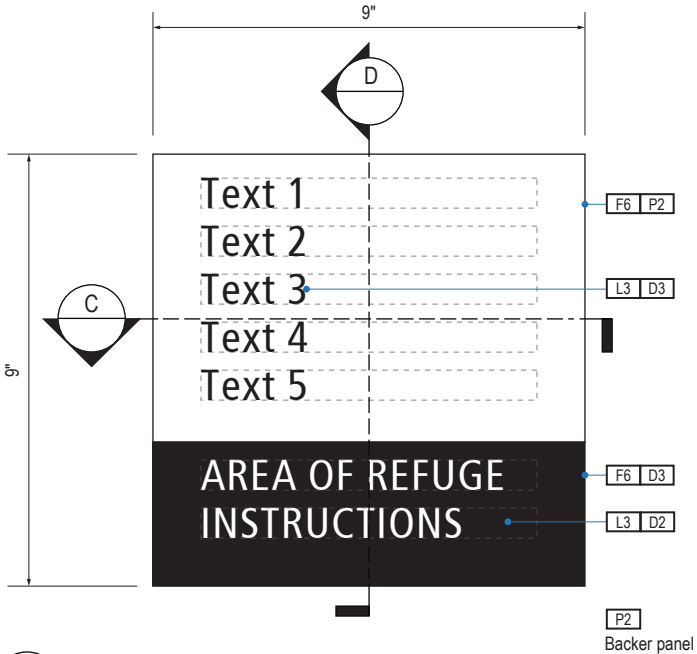 9"
D
Text 1
F6 P2
Text 2
Text 3
L3 D3
C
Text 4
9"
Text 5
AREA OF REFUGE
F6 D3
INSTRUCTIONS
L3 D2
P2
Backer panel